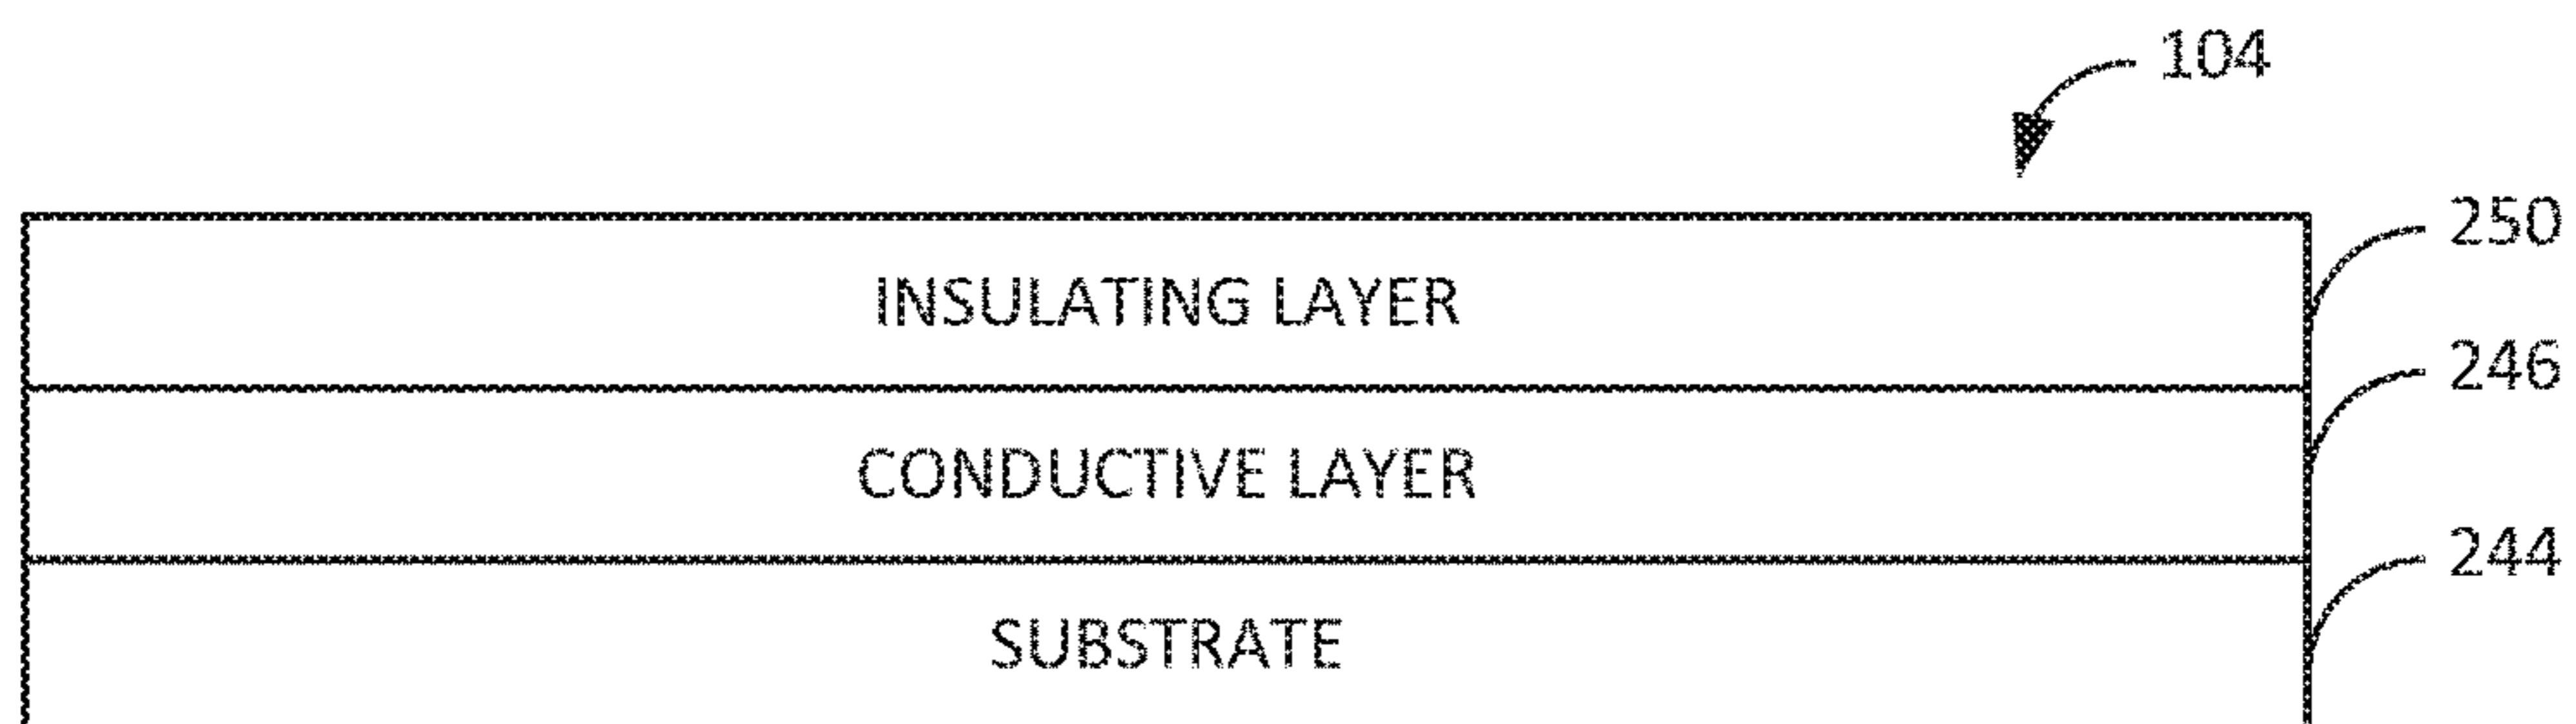 104
250
INSULATING LAYER
246
CONDUCTIVE LAYER
244
SUBSTRATE